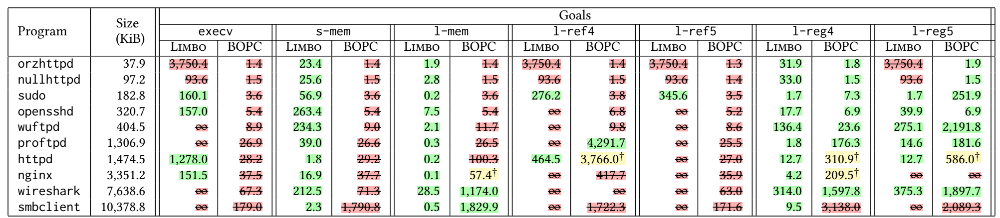 Goals
Program Size (KiB) execv s-mem l-mem l-ref4 l-ref5 l-reg4 l-reg5
LIMBO BOPC LIMBO BOPC LIMBO BOPC LIMBO BOPC LIMBO BOPC LIMBO BOPC LIMBO BOPC
orzhttpd 37.9 3,750.4 1.4 23.4 1.4 1.9 1.4 3,750.4 1.4 3,750.4 1.3 31.9 1.8 3,750.4 1.9
nullhttpd 97.2 93.6 1.5 25.6 1.5 2.8 1.5 93.6 1.5 93.6 1.4 33.0 1.5 93.6 1.5
sudo 182.8 160.1 3.6 56.9 3.6 0.2 3.6 276.2 3.8 345.6 3.5 1.7 7.3 1.7 251.9
opensshd 320.7 157.0 5.4 263.4 5.4 7.5 5.4 ∞ 6.8 ∞ 5.2 17.7 6.9 39.9 6.9
wuftpd 404.5 ∞ 8.9 234.3 9.0 2.1 11.7 ∞ 9.8 ∞ 8.6 136.4 23.6 275.1 2,191.8
proftpd 1,306.9 ∞ 26.9 39.0 26.6 0.3 26.5 ∞ 4,291.7 ∞ 25.5 1.8 176.3 14.6 181.6
httpd 1,474.5 1,278.0 28.2 1.8 29.2 0.2 100.3 464.5 3,766.0† ∞ 27.0 12.7 310.9† 12.7 586.0†
nginx 3,351.2 151.5 37.5 16.9 37.7 0.1 57.4† ∞ 417.7 ∞ 35.9 4.2 209.5† ∞ ∞
wireshark 7,638.6 ∞ 67.3 212.5 71.3 28.5 1,174.0 ∞ ∞ ∞ 63.0 314.0 1,597.8 375.3 1,897.7
smbclient 10,378.8 ∞ 179.0 2.3 1,790.8 0.5 1,829.9 ∞ 1,722.3 ∞ 171.6 9.5 3,138.0 ∞ 2,089.3